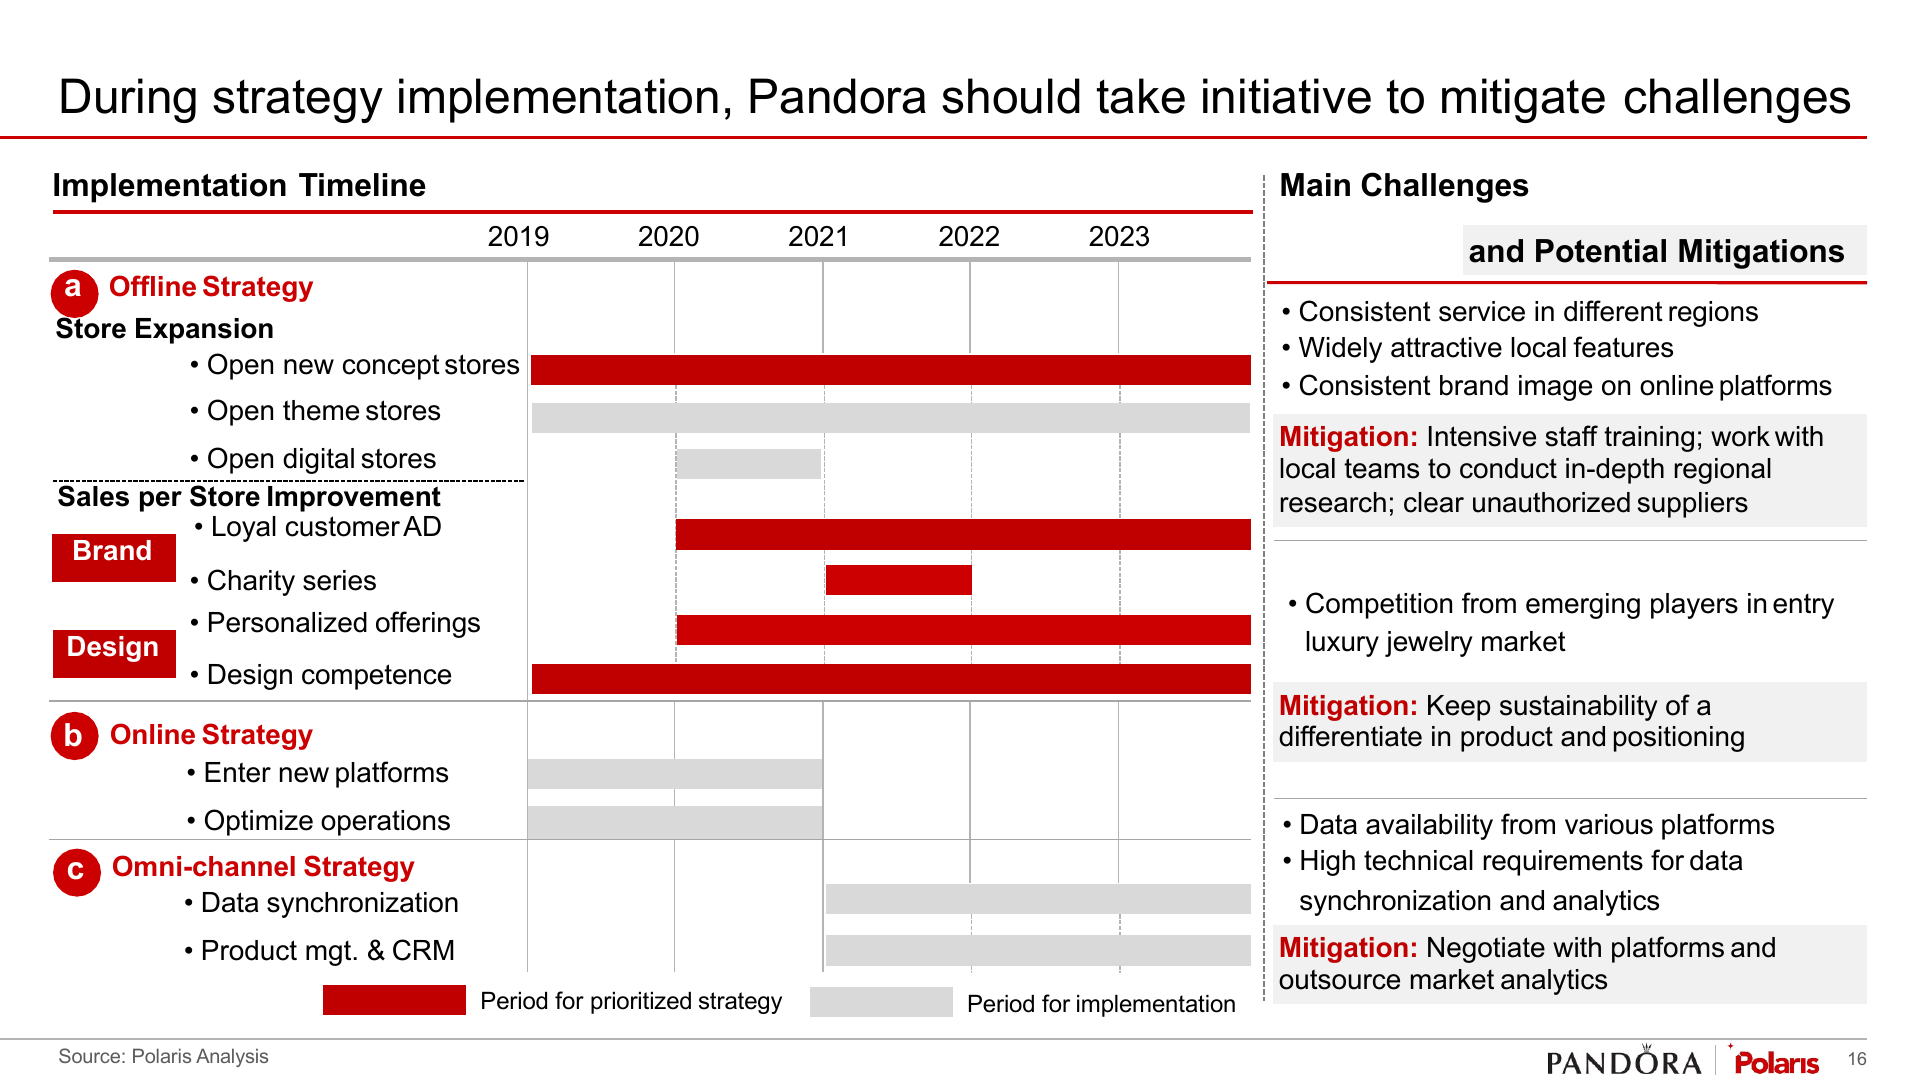 During strategy implementation, Pandora should take initiative to mitigate challenges
Implementation Timeline
2019 2020 2021 2022 2023
a Offline Strategy
Store Expansion
• Open new concept stores
• Open theme stores
• Open digital stores
Sales per Store Improvement
• Loyal customer AD
Brand
• Charity series
• Personalized offerings
Design
• Design competence
b Online Strategy
• Enter new platforms
• Optimize operations
c Omni-channel Strategy
• Data synchronization
• Product mgt. & CRM
Period for prioritized strategy
Period for implementation
Main Challenges
and Potential Mitigations
• Consistent service in different regions
• Widely attractive local features
• Consistent brand image on online platforms
Mitigation: Intensive staff training; work with
local teams to conduct in-depth regional
research; clear unauthorized suppliers
• Competition from emerging players in entry
luxury jewelry market
Mitigation: Keep sustainability of a
differentiate in product and positioning
• Data availability from various platforms
• High technical requirements for data
synchronization and analytics
Mitigation: Negotiate with platforms and
outsource market analytics
Source: Polaris Analysis
PANDORA
Polaris
16